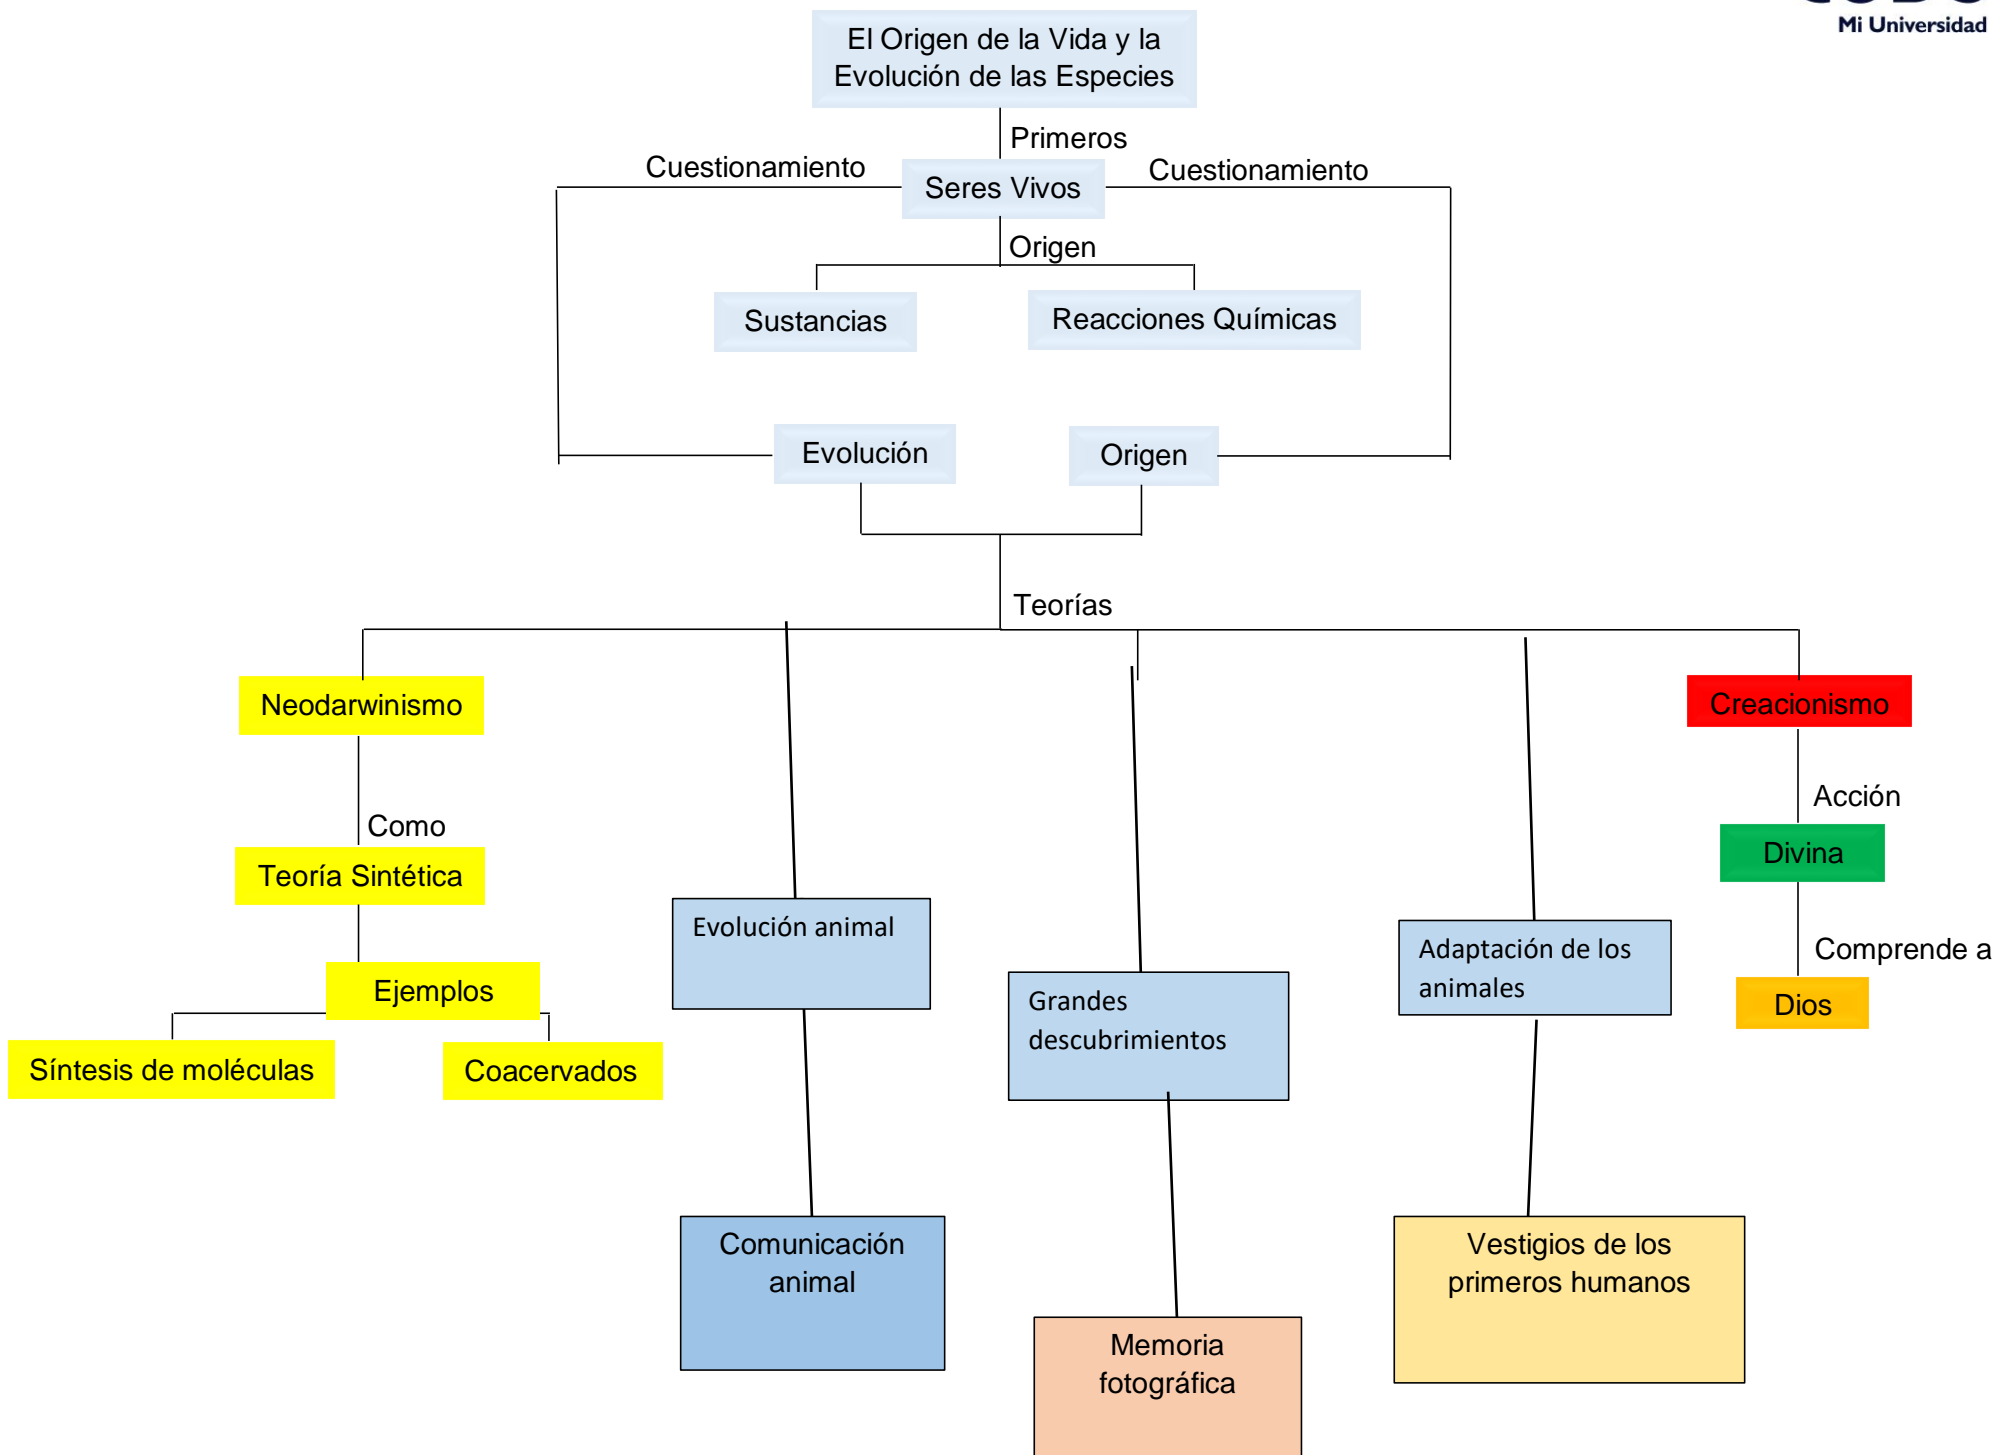 Mi Universidad
El Origen de la Vida y la
Evolución de las Especies
Primeros
Cuestionamiento
Cuestionamiento
Seres Vivos
Origen
Sustancias
Reacciones Químicas
Evolución
Origen
Teorías
Neodarwinismo
Creacionismo
Acción
Como
Divina
Teoría Sintética
Evolución animal
Adaptación de los
animales
Comprende a
Ejemplos
Grandes
descubrimientos
Dios
Síntesis de moléculas
Coacervados
Comunicación
animal
Vestigios de los
primeros humanos
Memoria
fotográfica